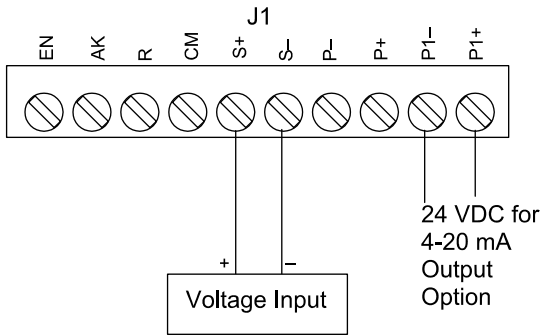 J1
EN AK R CM S+ S– P– P+ P1– P1+
+ –
Voltage Input
24 VDC for
4-20 mA
Output
Option